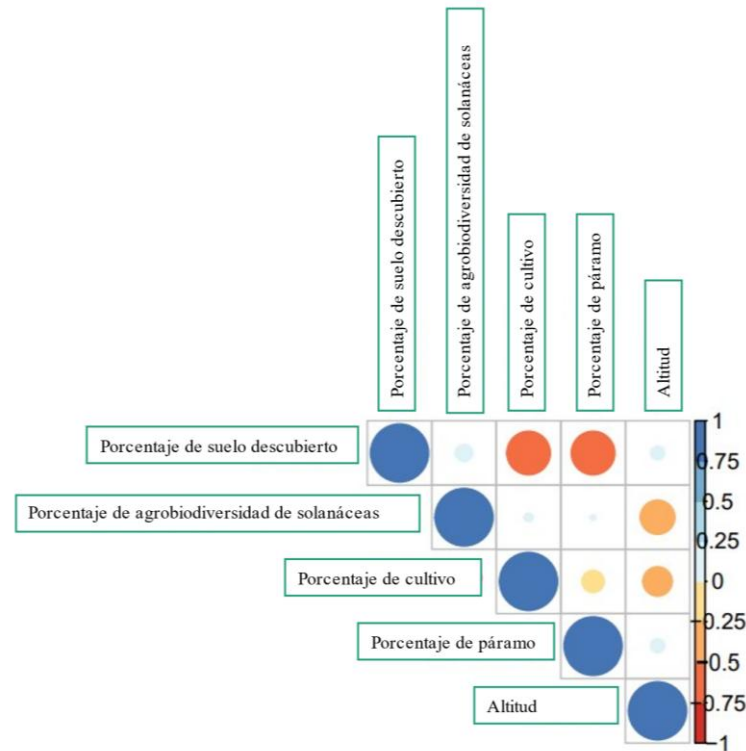 Porcentaje de suelo descubierto
Porcentaje de agrobiodiversidad de solanáceas
Porcentaje de cultivo
Porcentaje de páramo
Altitud
Porcentaje de suelo descubierto
Porcentaje de agrobiodiversidad de solanáceas
Porcentaje de cultivo
Porcentaje de páramo
Altitud
1
0.75
0.5
0.25
0
-0.25
-0.5
-0.75
-1